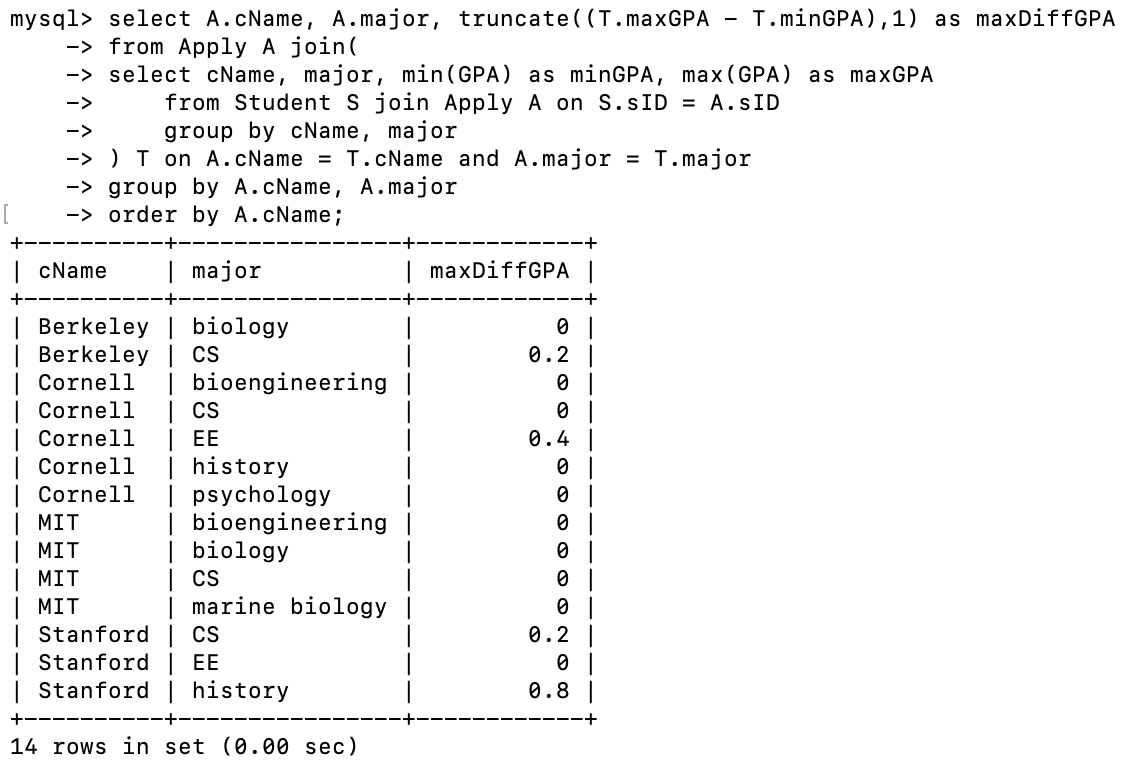 mysql> select A.cName, A.major, truncate((T.maxGPA - T.minGPA),1) as maxDiffGPA
    -> from Apply A join(
    -> select cName, major, min(GPA) as minGPA, max(GPA) as maxGPA
    ->     from Student S join Apply A on S.sID = A.sID
    ->     group by cName, major
    -> ) T on A.cName = T.cName and A.major = T.major
    -> group by A.cName, A.major
[    -> order by A.cName;
+----------+----------------+------------+
| cName    | major          | maxDiffGPA |
+----------+----------------+------------+
| Berkeley | biology        |          0 |
| Berkeley | CS             |        0.2 |
| Cornell  | bioengineering |          0 |
| Cornell  | CS             |          0 |
| Cornell  | EE             |        0.4 |
| Cornell  | history        |          0 |
| Cornell  | psychology     |          0 |
| MIT      | bioengineering |          0 |
| MIT      | biology        |          0 |
| MIT      | CS             |          0 |
| MIT      | marine biology |          0 |
| Stanford | CS             |        0.2 |
| Stanford | EE             |          0 |
| Stanford | history        |        0.8 |
+----------+----------------+------------+
14 rows in set (0.00 sec)